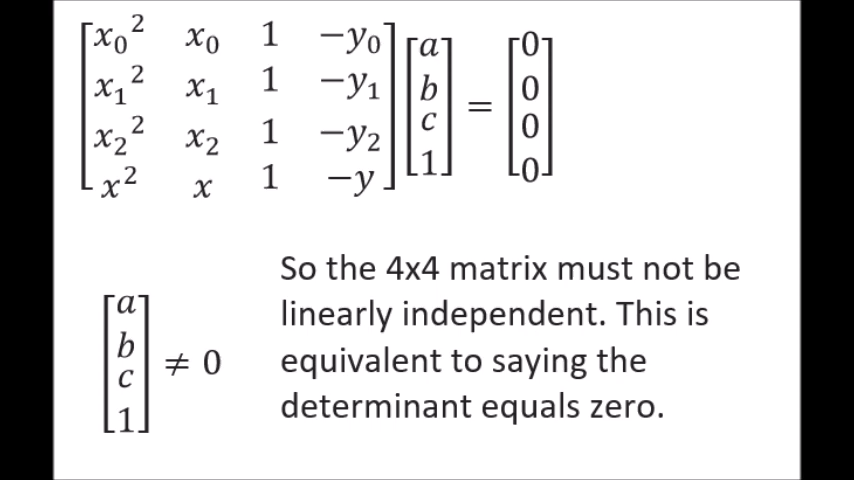 [x₀² x₀ 1 −y₀] [a] [0]
[x₁² x₁ 1 −y₁] [b] = [0]
[x₂² x₂ 1 −y₂] [c] [0]
[x² x 1 −y] [1] [0]
[a]
[b] ≠ 0
[c]
[1]
So the 4x4 matrix must not be
linearly independent. This is
equivalent to saying the
determinant equals zero.